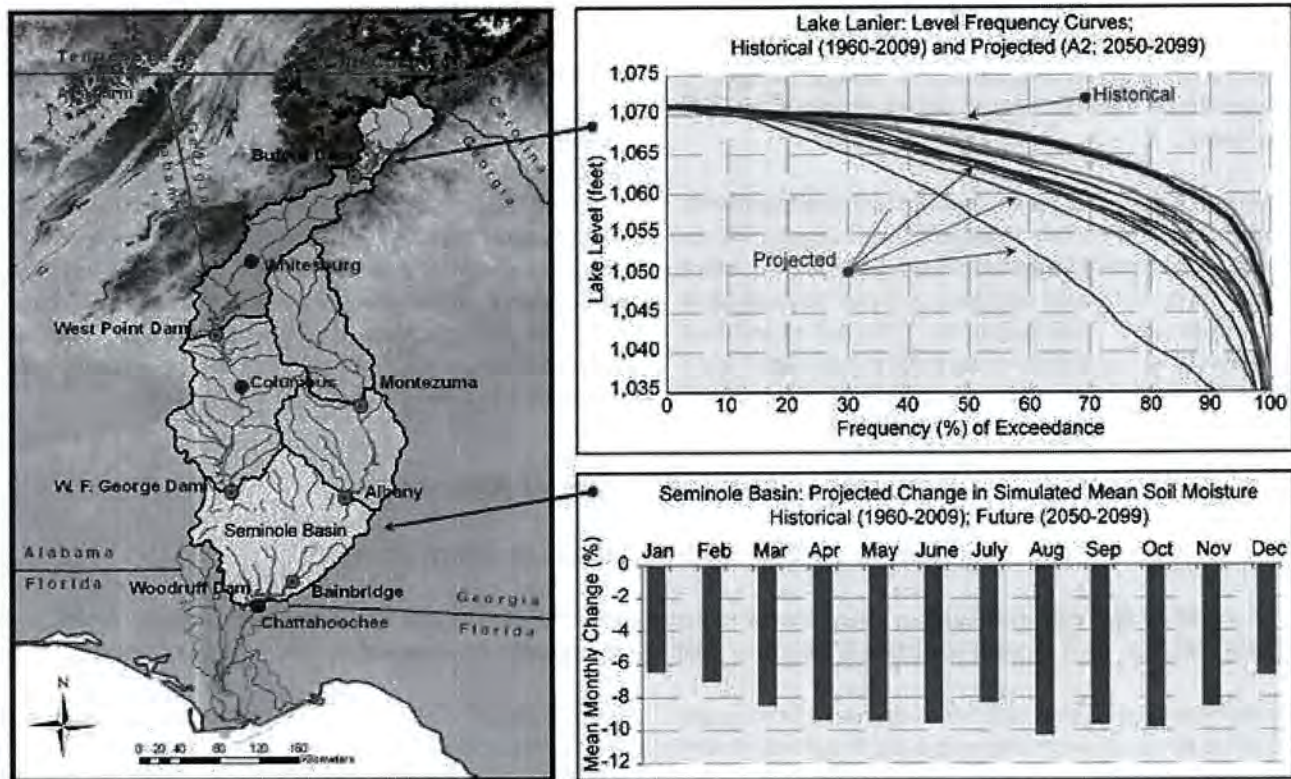 Alabama
Georgia
Carolina
Georgia
Whitesburg
West Point Dam
Columbus
Montezuma
W. F. George Dam
Albany
Seminole Basin
Alabama
Florida
Woodruff Dam
Bainbridge
Georgia
Florida
Chattahoochee
N
0 20 40 80 120 160
Kilometers
Lake Lanier: Level Frequency Curves;
Historical (1960-2009) and Projected (A2; 2050-2099)
Lake Level (feet)
1,075
1,070
1,065
1,060
1,055
1,050
1,045
1,040
1,035
Historical
Projected
0 10 20 30 40 50 60 70 80 90 100
Frequency (%) of Exceedance
Seminole Basin: Projected Change in Simulated Mean Soil Moisture
Historical (1960-2009); Future (2050-2099)
Jan Feb Mar Apr May June July Aug Sep Oct Nov Dec
Mean Monthly Change (%)
0
-2
-4
-6
-8
-10
-12